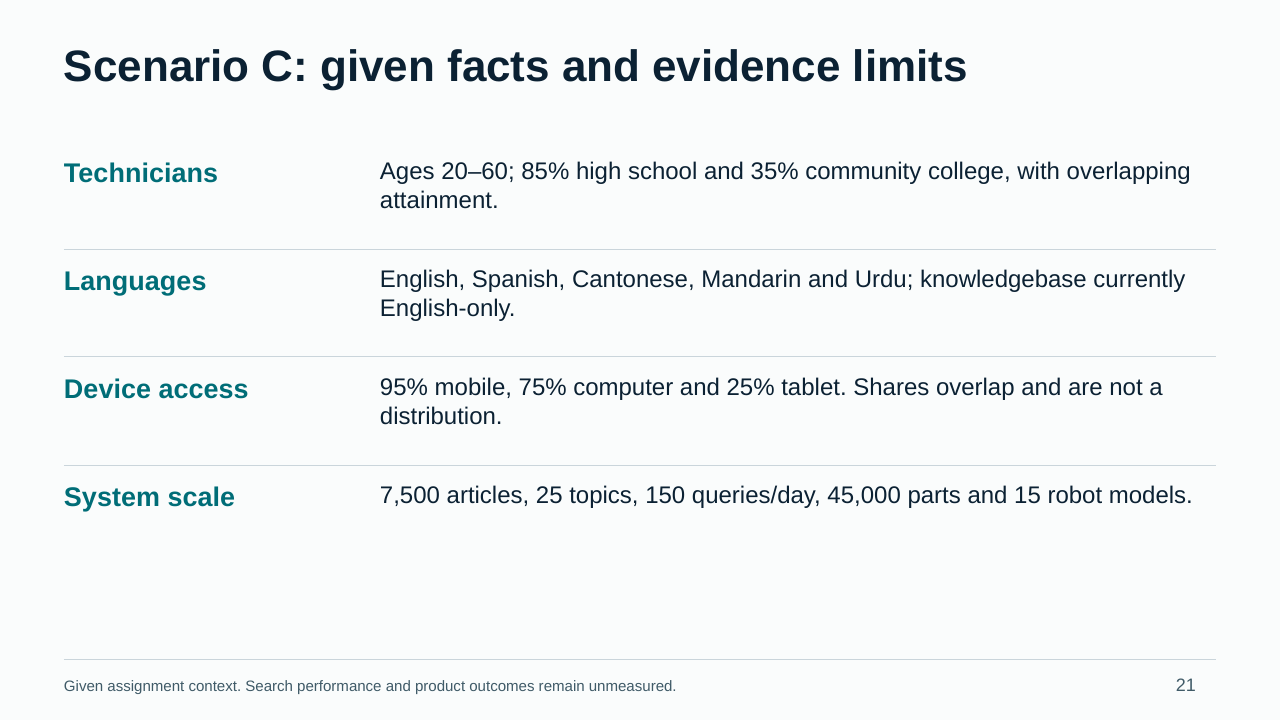 Scenario C: given facts and evidence limits
Technicians
Ages 20–60; 85% high school and 35% community college, with overlapping
attainment.
Languages
English, Spanish, Cantonese, Mandarin and Urdu; knowledgebase currently
English-only.
Device access
95% mobile, 75% computer and 25% tablet. Shares overlap and are not a
distribution.
System scale
7,500 articles, 25 topics, 150 queries/day, 45,000 parts and 15 robot models.
Given assignment context. Search performance and product outcomes remain unmeasured.
21